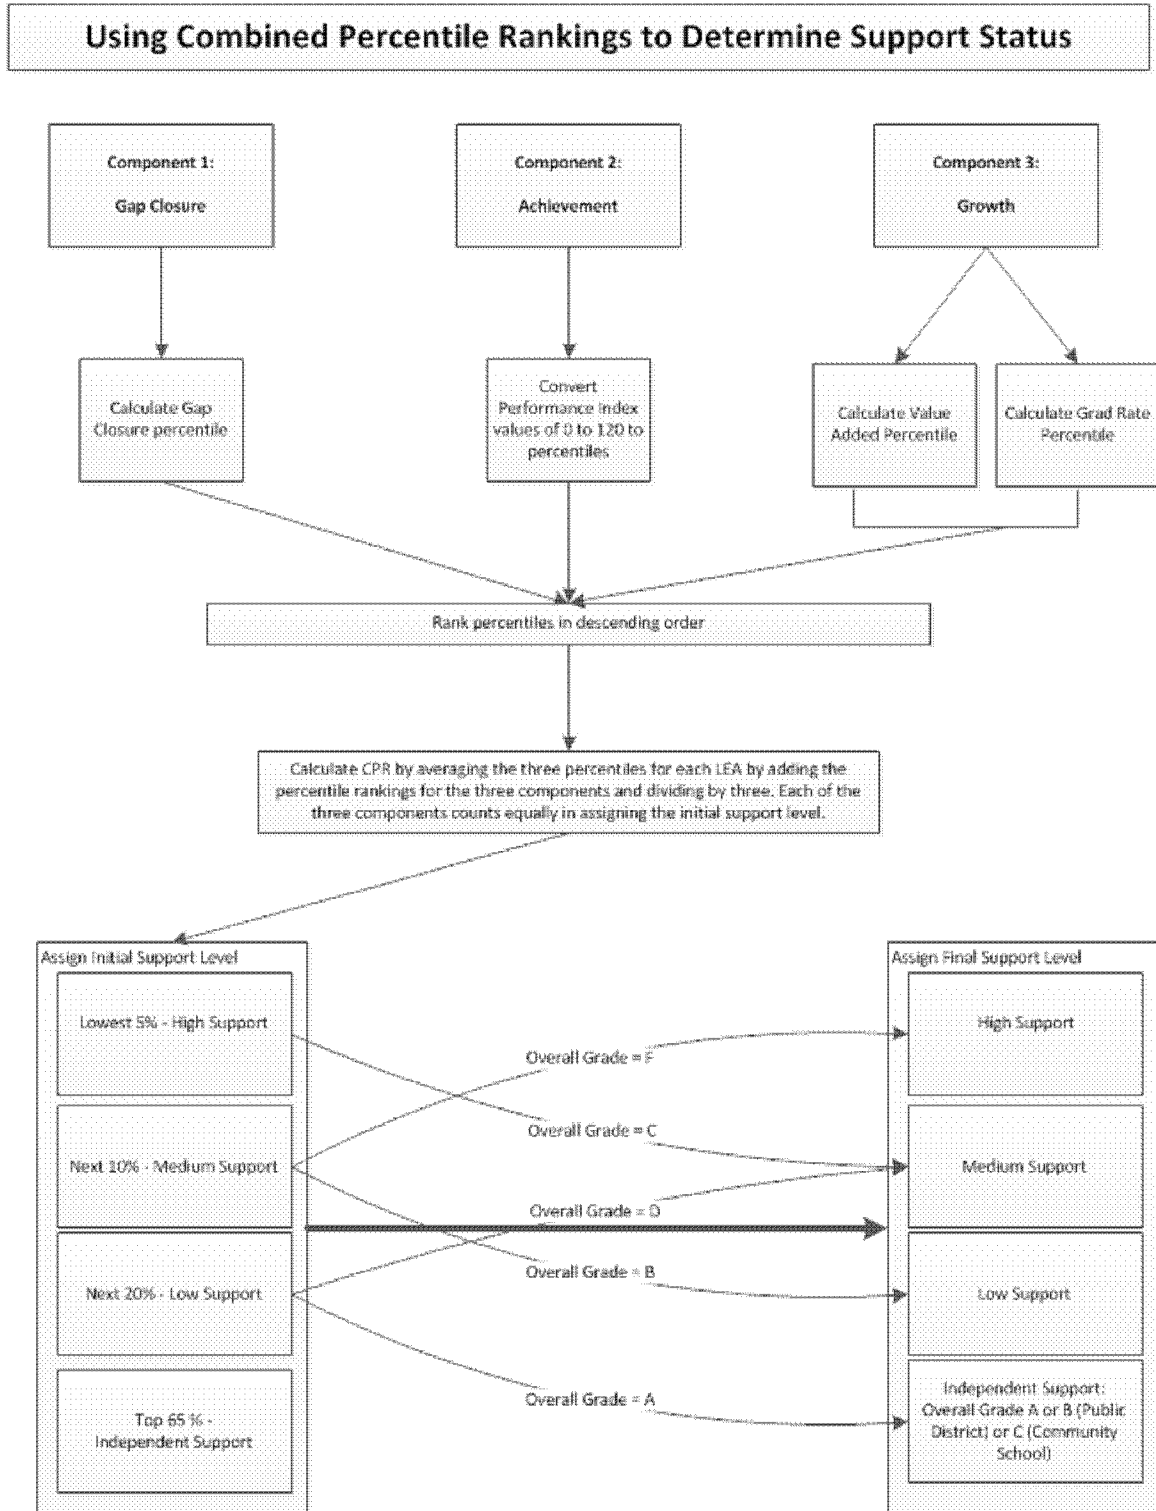 Using Combined Percentile Rankings to Determine Support Status
Component 1:
Gap Closure
Component 2:
Achievement
Component 3:
Growth
Calculate Gap
Closure percentile
Convert
Performance Index
values of 0 to 120 to
percentiles
Calculate Value
Added Percentile
Calculate Grad Rate
Percentile
Rank percentiles in descending order
Calculate CPR by averaging the three percentiles for each LEA by adding the
percentile rankings for the three components and dividing by three. Each of the
three components counts equally in assigning the initial support level.
Assign Initial Support Level
Lowest 5% - High Support
Next 10% - Medium Support
Next 20% - Low Support
Top 65 % -
Independent Support
Overall Grade = F
Overall Grade = C
Overall Grade = D
Overall Grade = B
Overall Grade = A
Assign Final Support Level
High Support
Medium Support
Low Support
Independent Support:
Overall Grade A or B (Public
District) or C (Community
School)